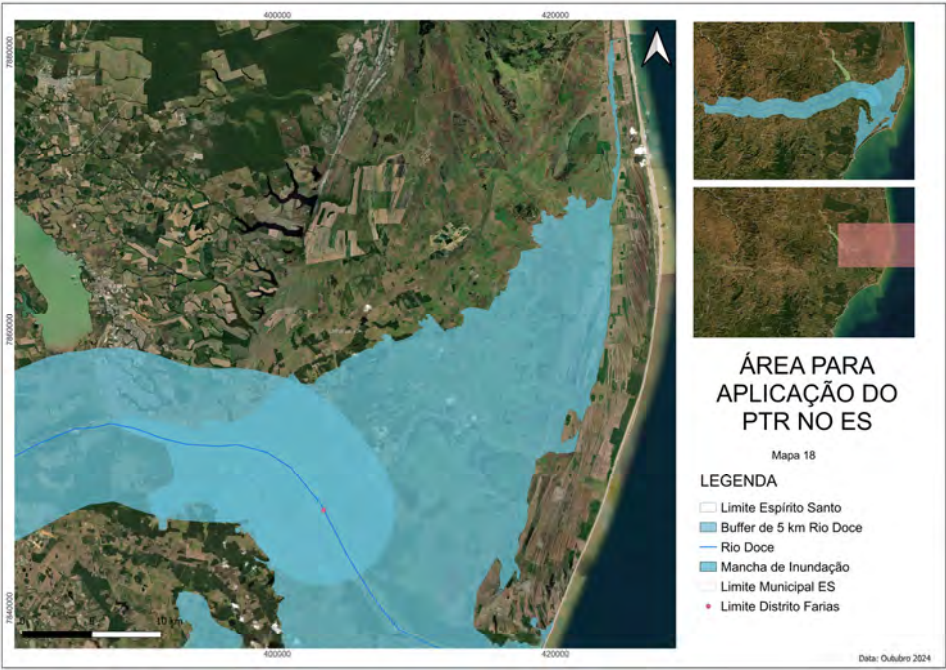 400000
420000
7880000
7860000
7840000
10 km
400000
420000
ÁREA PARA
APLICAÇÃO DO
PTR NO ES
Mapa 18
LEGENDA
Limite Espírito Santo
Buffer de 5 km Rio Doce
Rio Doce
Mancha de Inundação
Limite Municipal ES
Limite Distrito Farias
Data: Outubro 2024